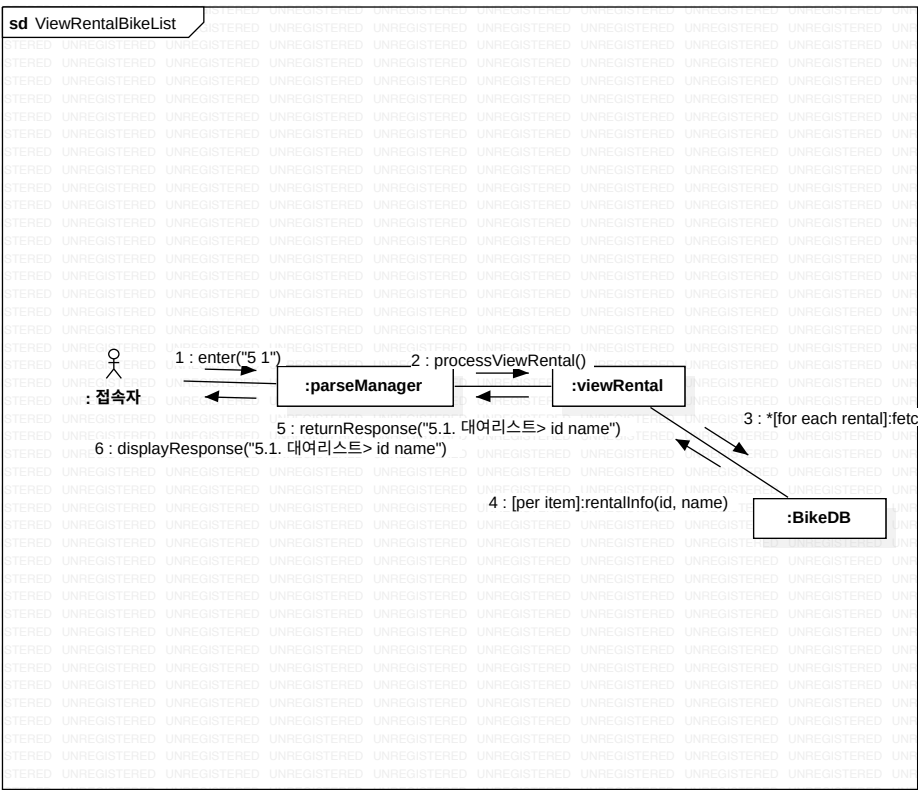 sd ViewRentalBikeList
1 : enter("5 1")
2 : processViewRental()
:parseManager
:viewRental
: 접속자
3 : *[for each rental]:fetc
5 : returnResponse("5.1. 대여리스트> id name")
6 : displayResponse("5.1. 대여리스트> id name")
4 : [per item]:rentalInfo(id, name)
:BikeDB
UNREGISTERED